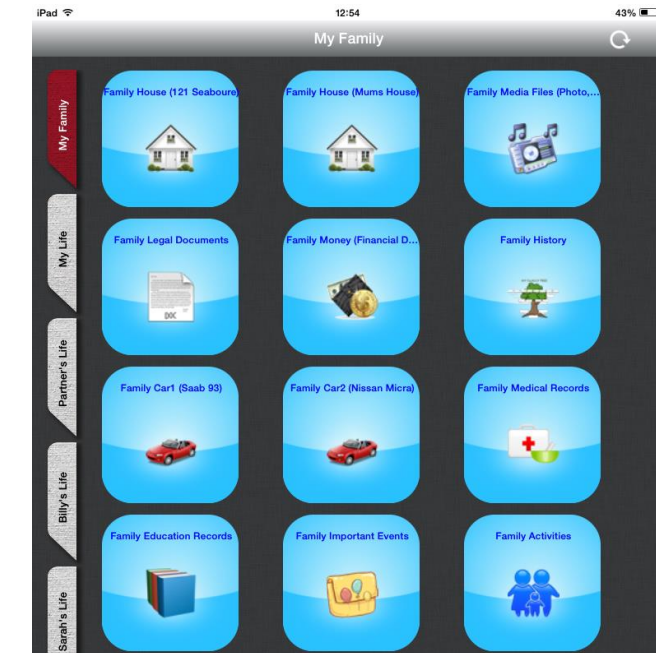 iPad 12:54 43%
My Family
My Family
My Life
Partner's Life
Billy's Life
Sarah's Life
Family House (121 Seaboure)
Family House (Mums House)
Family Media Files (Photo,...
Family Legal Documents
Family Money (Financial D...
Family History
Family Car1 (Saab 93)
Family Car2 (Nissan Micra)
Family Medical Records
Family Education Records
Family Important Events
Family Activities
DOC